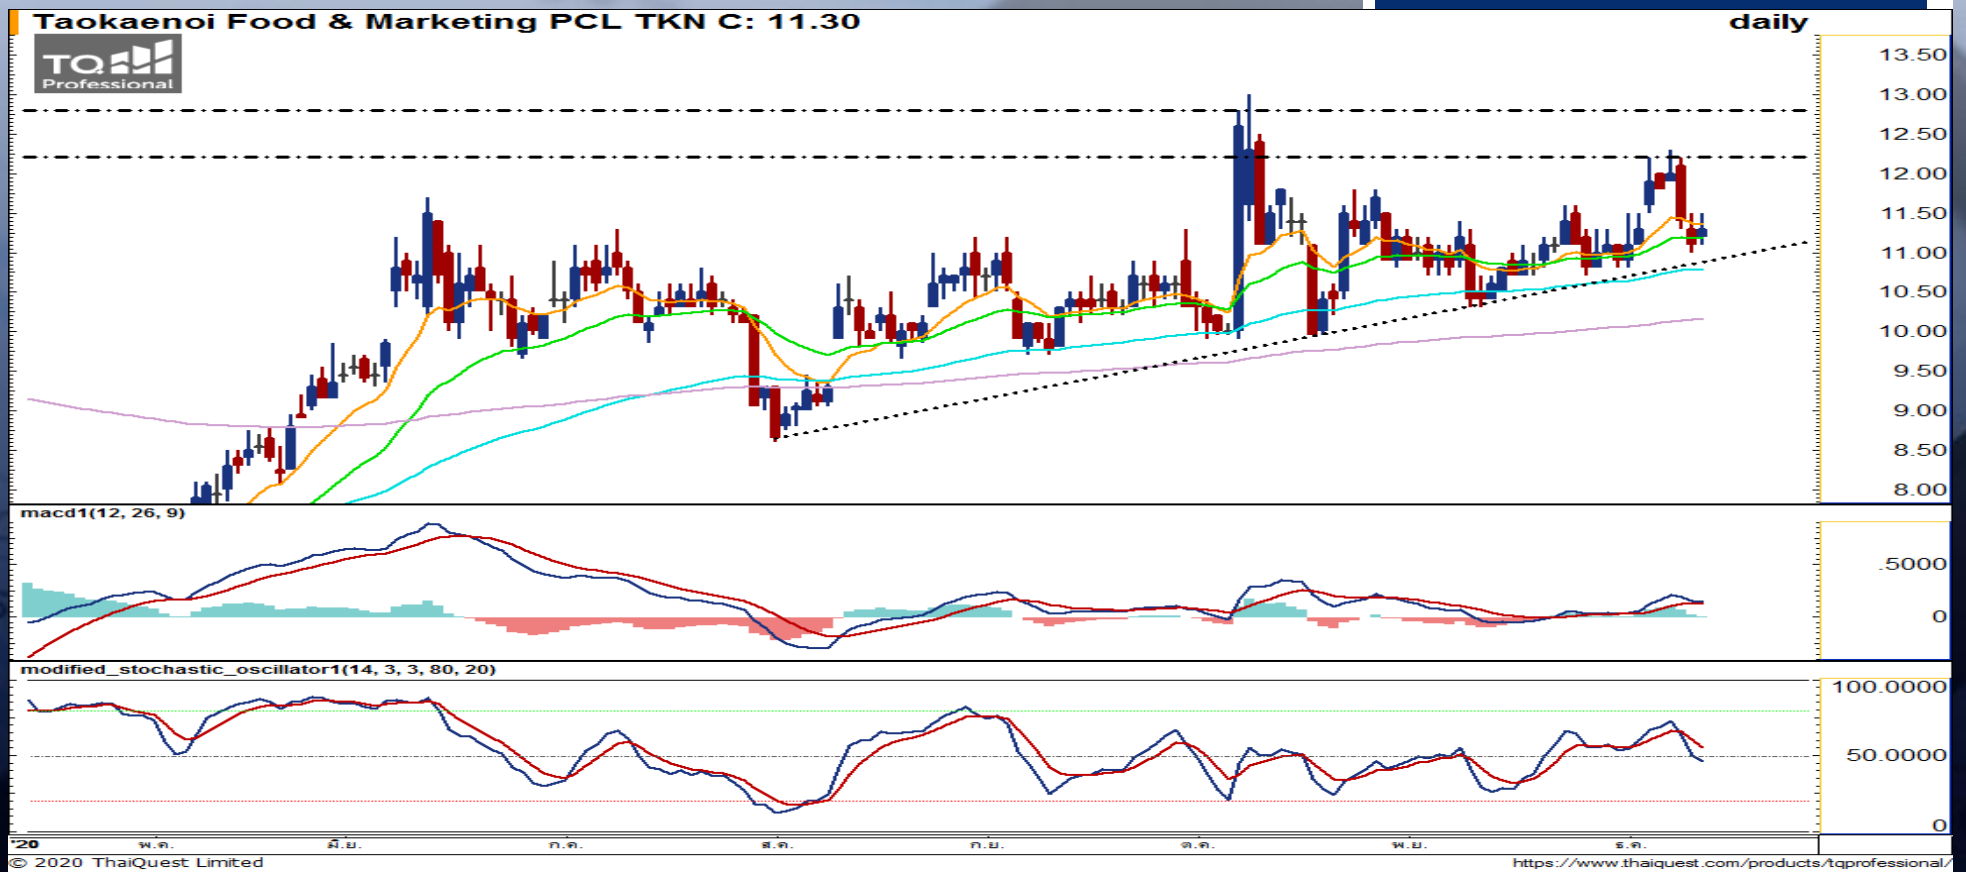 Taokaenoi Food & Marketing PCL TKN C: 11.30
daily
TQ
Professional
13.50
13.00
12.50
12.00
11.50
11.00
10.50
10.00
9.50
9.00
8.50
8.00
macd1(12, 26, 9)
.5000
0
modified_stochastic_oscillator1(14, 3, 3, 80, 20)
100.0000
50.0000
0
'20 พ.ค. มิ.ย. ก.ค. ส.ค. ก.ย. ต.ค. พ.ย. ธ.ค.
© 2020 ThaiQuest Limited
https://www.thaiquest.com/products/tqprofessional/